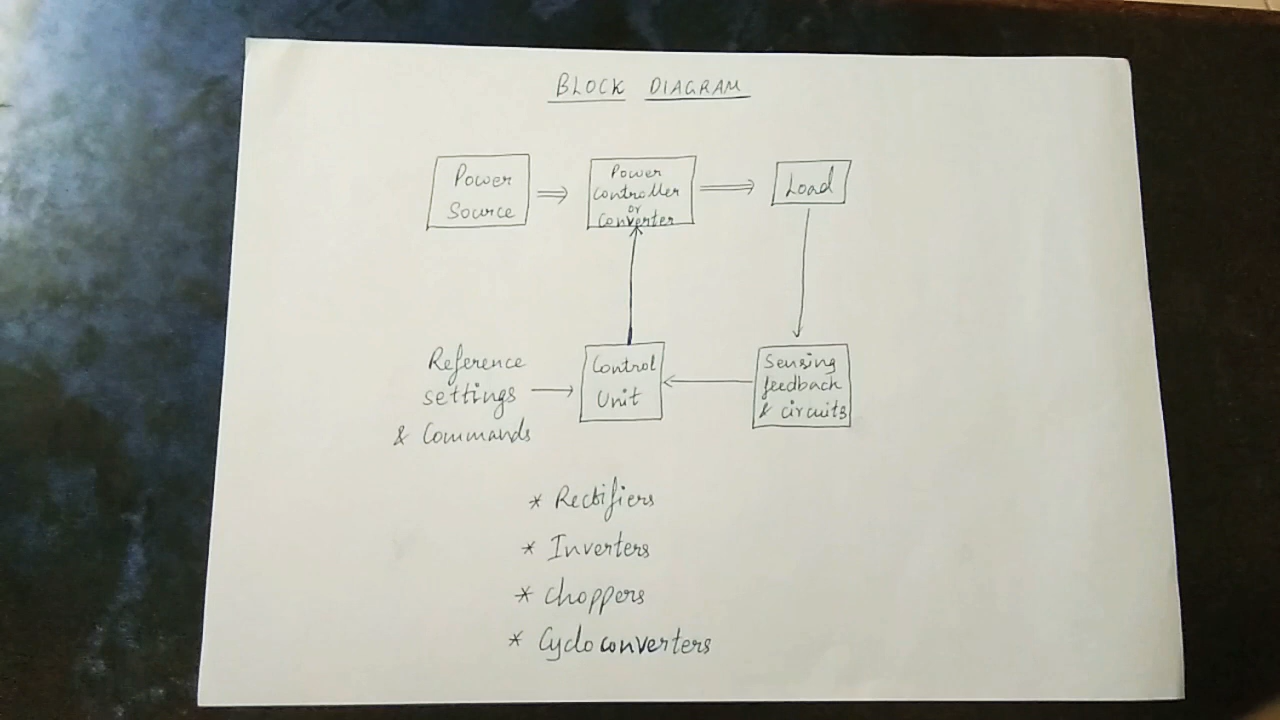 BLOCK DIAGRAM
Power
Source
Power
Controller
or
Converter
Load
Reference
settings
& Commands
Control
Unit
Sensing
feedback
& circuits
* Rectifiers
* Inverters
* Choppers
* Cycloconverters